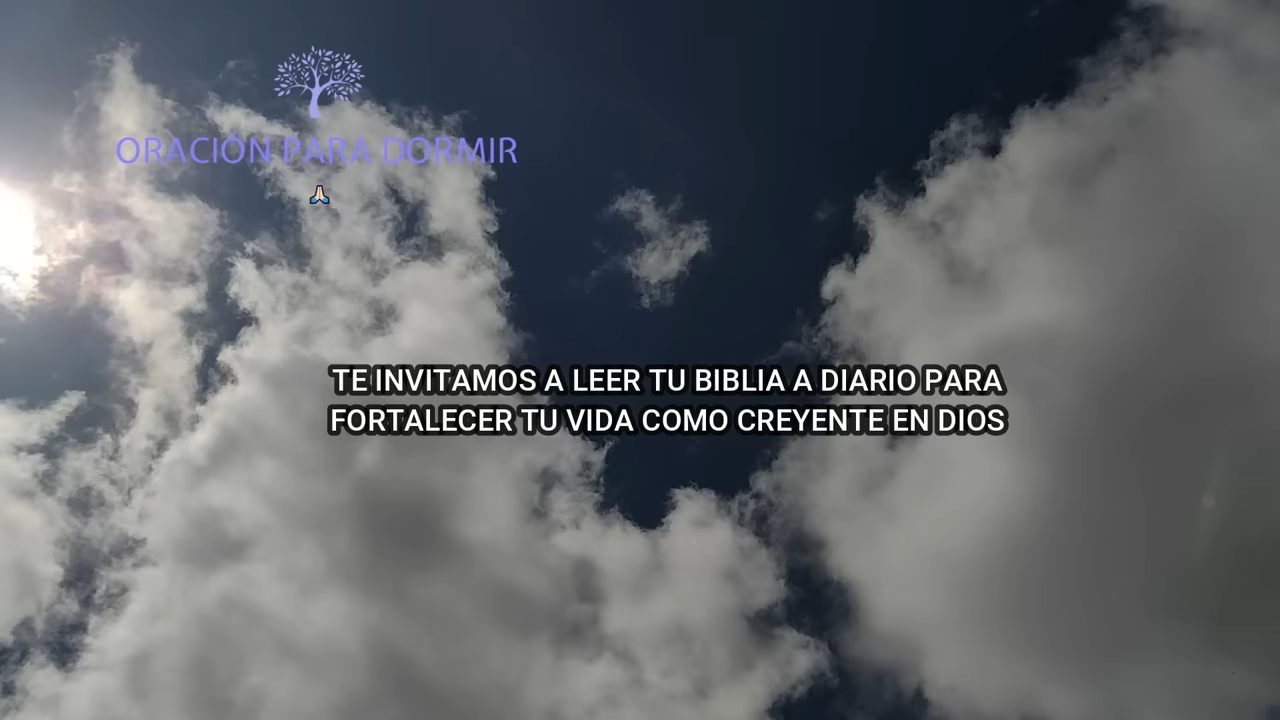 ORACIÓN PARA DORMIR
TE INVITAMOS A LEER TU BIBLIA A DIARIO PARA
FORTALECER TU VIDA COMO CREYENTE EN DIOS